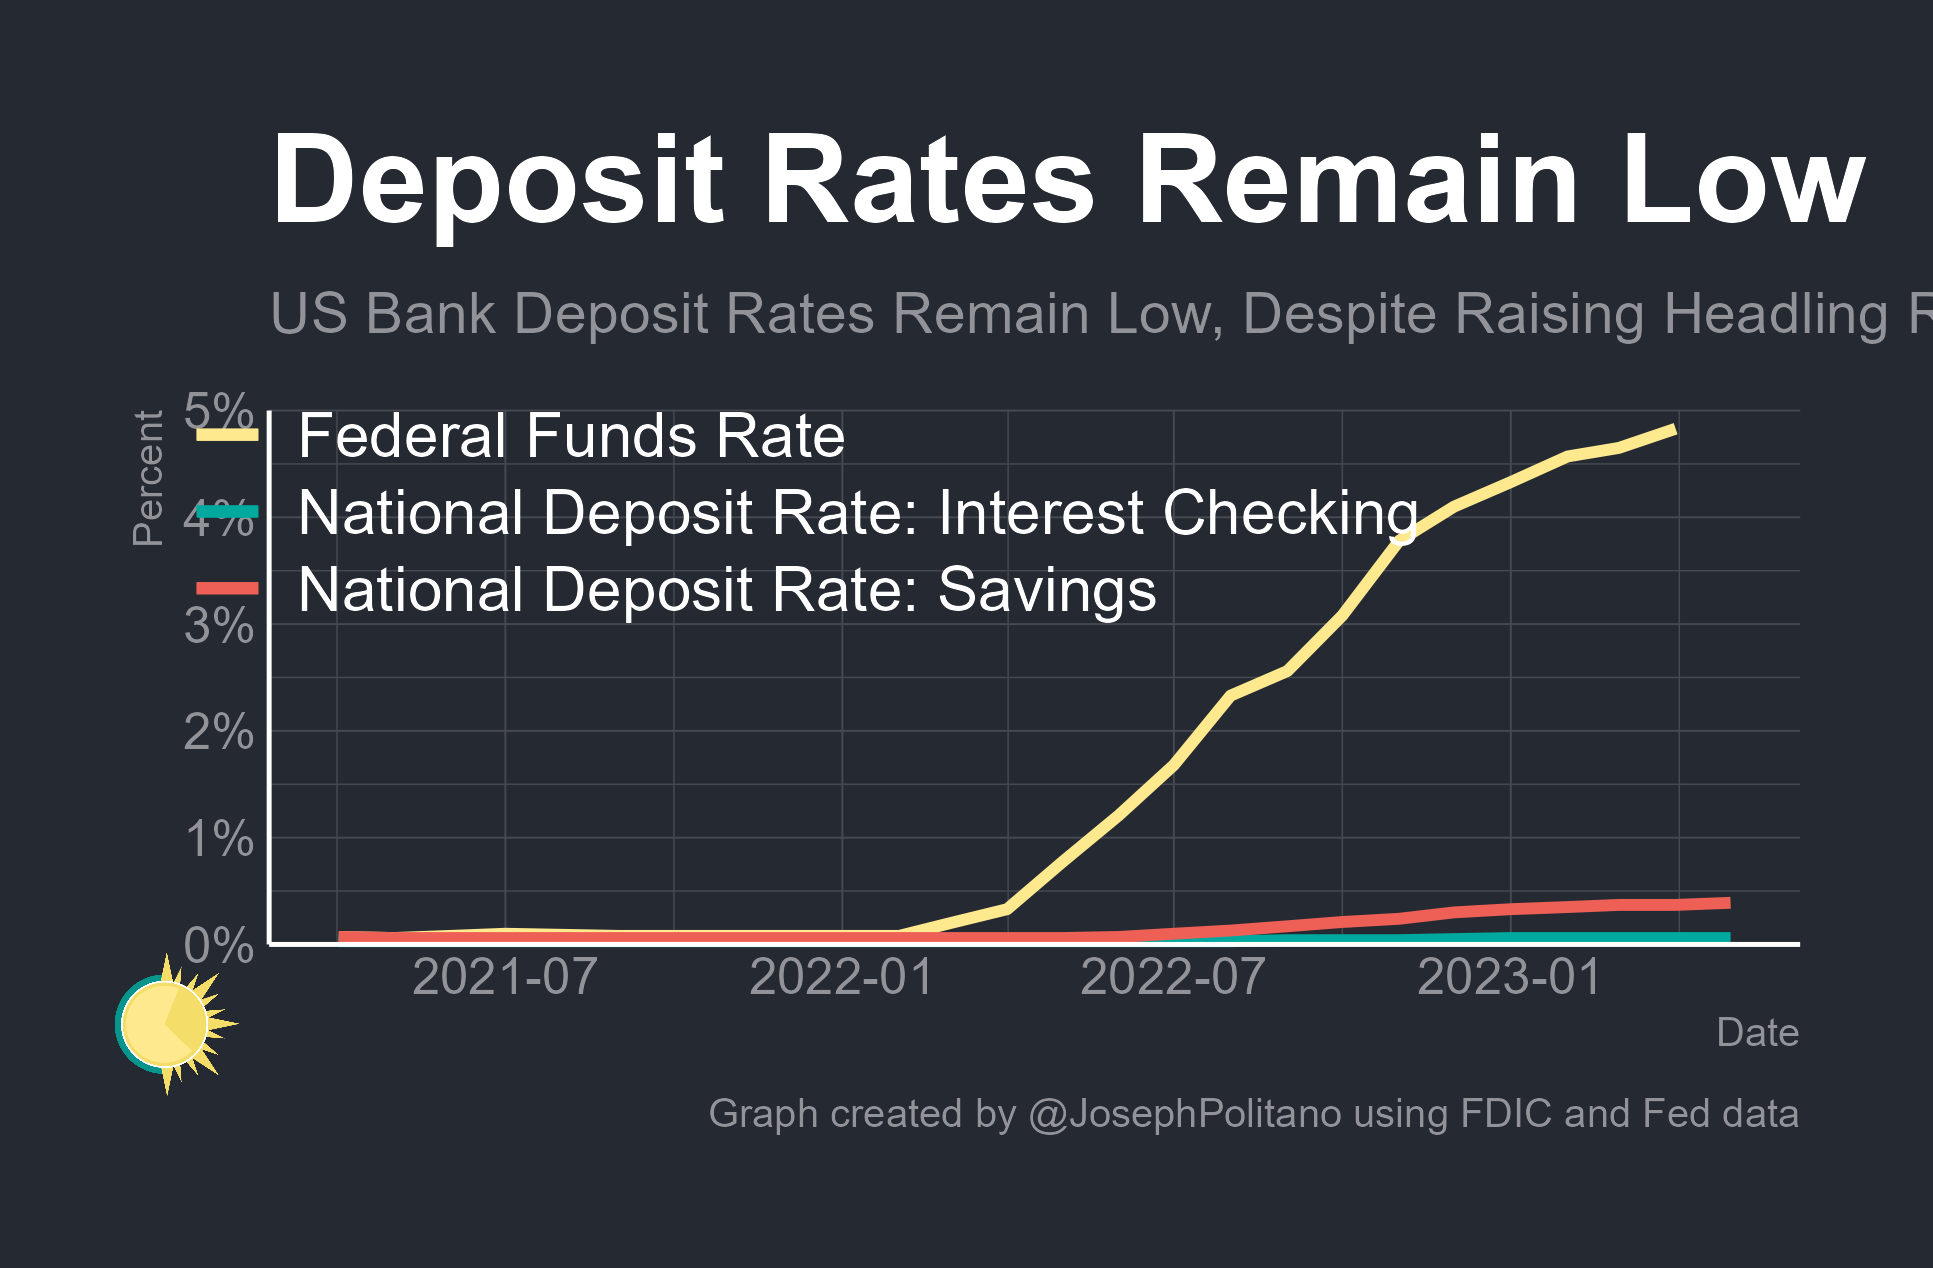 Deposit Rates Remain Low
US Bank Deposit Rates Remain Low, Despite Raising Headling
Percent
5%
4%
3%
2%
1%
0%
Federal Funds Rate
National Deposit Rate: Interest Checking
National Deposit Rate: Savings
2021-07 2022-01 2022-07 2023-01
Date
Graph created by @JosephPolitano using FDIC and Fed data